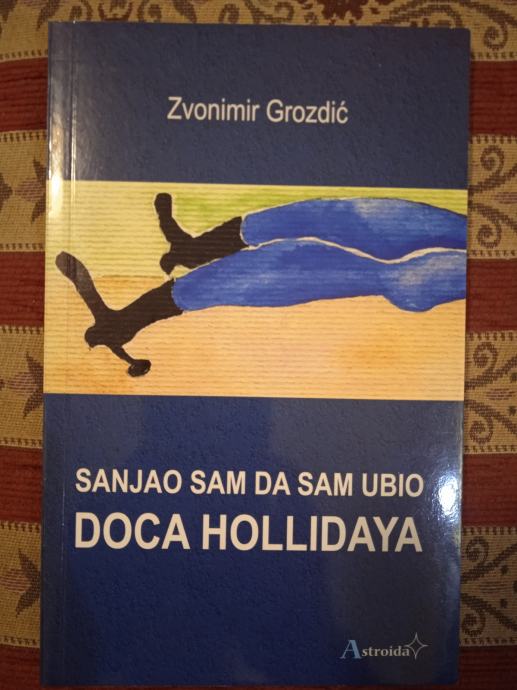 Zvonimir Grozdić
SANJAO SAM DA SAM UBIO
DOCA HOLLIDAYA
Astroida